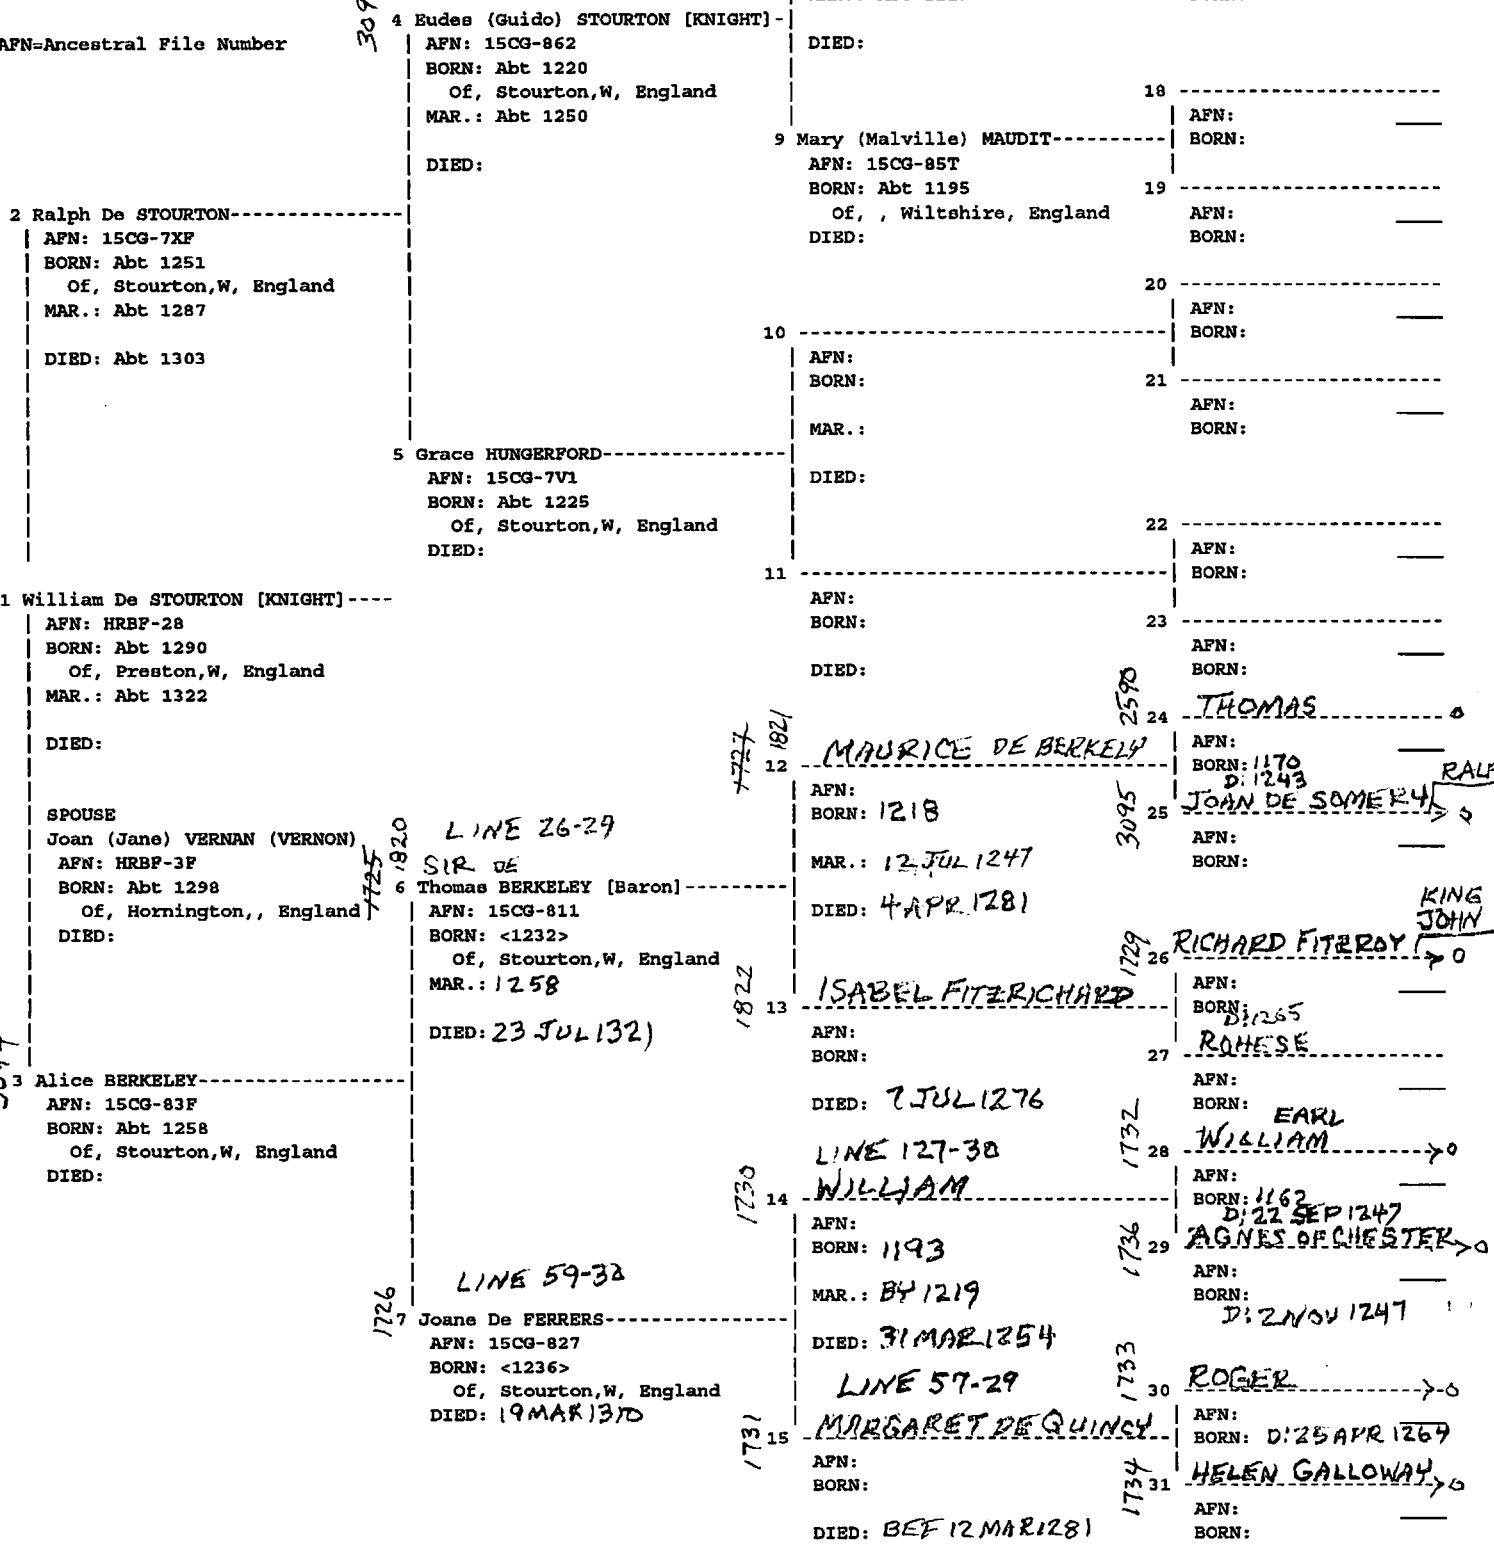 4 Eudes (Guido) STOURTON [KNIGHT]-
AFN: 15CG-862
BORN: Abt 1220
Of, Stourton,W, England
MAR.: Abt 1250
DIED:
AFN=Ancestral File Number
DIED:
18
AFN:
BORN:
9 Mary (Malville) MAUDIT
AFN: 15CG-85T
BORN: Abt 1195
Of, , Wiltshire, England
DIED:
19
AFN:
BORN:
2 Ralph De STOURTON
AFN: 15CG-7XF
BORN: Abt 1251
Of, Stourton,W, England
MAR.: Abt 1287
DIED: Abt 1303
20
AFN:
BORN:
10
AFN:
BORN:
MAR.:
DIED:
21
AFN:
BORN:
5 Grace HUNGERFORD
AFN: 15CG-7V1
BORN: Abt 1225
Of, Stourton,W, England
DIED:
22
AFN:
BORN:
11
AFN:
BORN:
DIED:
23
AFN:
BORN:
1 William De STOURTON [KNIGHT]----
AFN: HRBF-28
BORN: Abt 1290
Of, Preston,W, England
MAR.: Abt 1322
DIED:
SPOUSE
Joan (Jane) VERNAN (VERNON)
AFN: HRBF-3F
BORN: Abt 1298
Of, Hornington,, England
DIED:
2590
24 THOMAS
AFN:
BORN: 1170
D: 1243
1727 1821
12 MAURICE DE BERKELY
AFN:
BORN: 1218
MAR.: 12 JUL 1247
DIED: 4 APR 1281
RALF
3095
25 JOAN DE SOMERY
AFN:
BORN:
1725 1820
LINE 26-29
SIR DE
6 Thomas BERKELEY [Baron]
AFN: 15CG-811
BORN: <1232>
Of, Stourton,W, England
MAR.: 1258
DIED: 23 JUL 1321
KING
JOHN
1729
26 RICHARD FITZROY
AFN:
BORN:
D: 1265
1822
13 ISABEL FITZRICHARD
AFN:
BORN:
DIED: 7 JUL 1276
27 ROHESE
AFN:
BORN:
3 Alice BERKELEY
AFN: 15CG-83F
BORN: Abt 1258
Of, Stourton,W, England
DIED:
EARL
1732
28 WILLIAM
AFN:
BORN: 1162
D: 22 SEP 1247
LINE 127-30
1730
14 WILLIAM
AFN:
BORN: 1193
MAR.: BY 1219
DIED: 31 MAR 1254
1736
29 AGNES OF CHESTER
AFN:
BORN:
D: 2 NOV 1247
LINE 59-30
1726
7 Joane De FERRERS
AFN: 15CG-827
BORN: <1236>
Of, Stourton,W, England
DIED: 19 MAR 1310
1733
30 ROGER
AFN:
BORN: D: 25 APR 1264
LINE 57-29
1731
15 MARGARET DE QUINCY
AFN:
BORN:
DIED: BEF 12 MAR 1281
1734
31 HELEN GALLOWAY
AFN:
BORN: